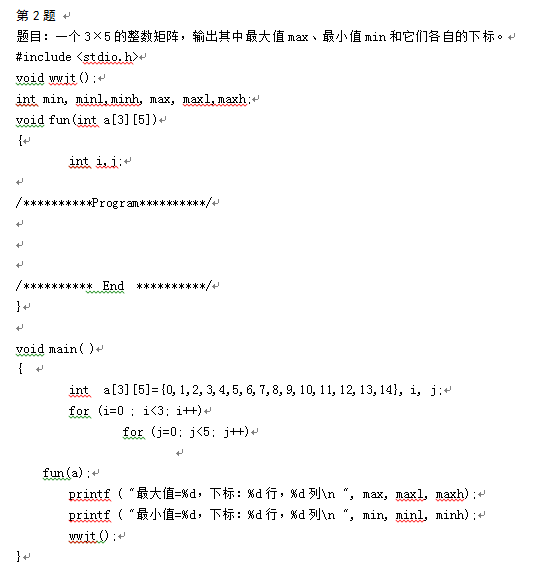 第 2 题
题目：一个 3×5 的整数矩阵，输出其中最大值 max、最小值 min 和它们各自的下标。
#include <stdio.h>
void wwjt();
int min, minl,minh, max, maxl,maxh;
void fun(int a[3][5])
{
int i,j;
/**********Program**********/
/********** End **********/
}
void main( )
{
int a[3][5]={0,1,2,3,4,5,6,7,8,9,10,11,12,13,14}, i, j;
for (i=0 ; i<3; i++)
for (j=0; j<5; j++)
fun(a);
printf ( "最大值=%d，下标：%d 行，%d 列\n ", max, maxl, maxh);
printf ( "最小值=%d，下标：%d 行，%d 列\n ", min, minl, minh);
wwjt();
}